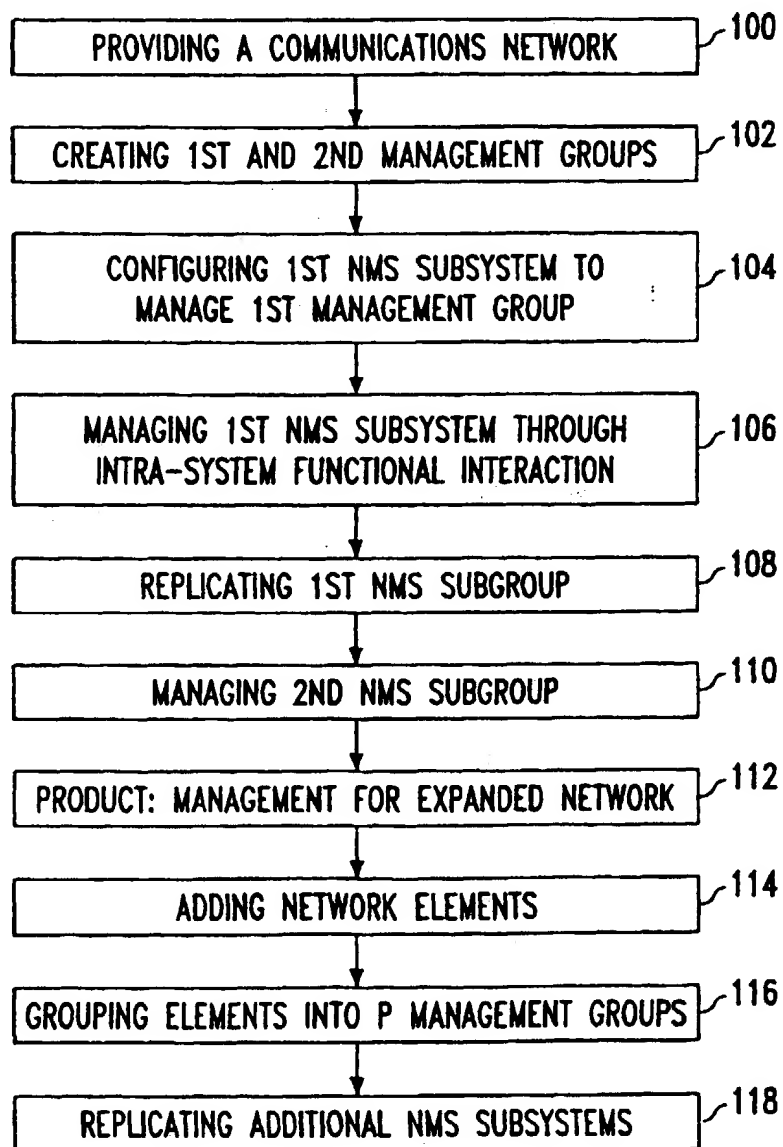 PROVIDING A COMMUNICATIONS NETWORK
100
CREATING 1ST AND 2ND MANAGEMENT GROUPS
102
CONFIGURING 1ST NMS SUBSYSTEM TO
MANAGE 1ST MANAGEMENT GROUP
104
MANAGING 1ST NMS SUBSYSTEM THROUGH
INTRA-SYSTEM FUNCTIONAL INTERACTION
106
REPLICATING 1ST NMS SUBGROUP
108
MANAGING 2ND NMS SUBGROUP
110
PRODUCT: MANAGEMENT FOR EXPANDED NETWORK
112
ADDING NETWORK ELEMENTS
114
GROUPING ELEMENTS INTO P MANAGEMENT GROUPS
116
REPLICATING ADDITIONAL NMS SUBSYSTEMS
118